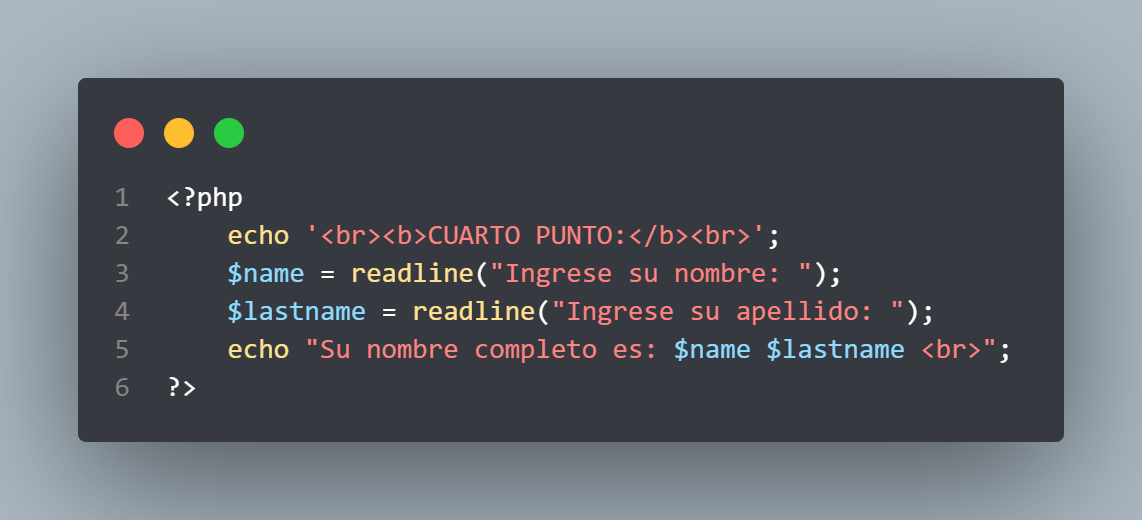 1 <?php
2     echo '<br><b>CUARTO PUNTO:</b><br>';
3     $name = readline("Ingrese su nombre: ");
4     $lastname = readline("Ingrese su apellido: ");
5     echo "Su nombre completo es: $name $lastname <br>";
6 ?>